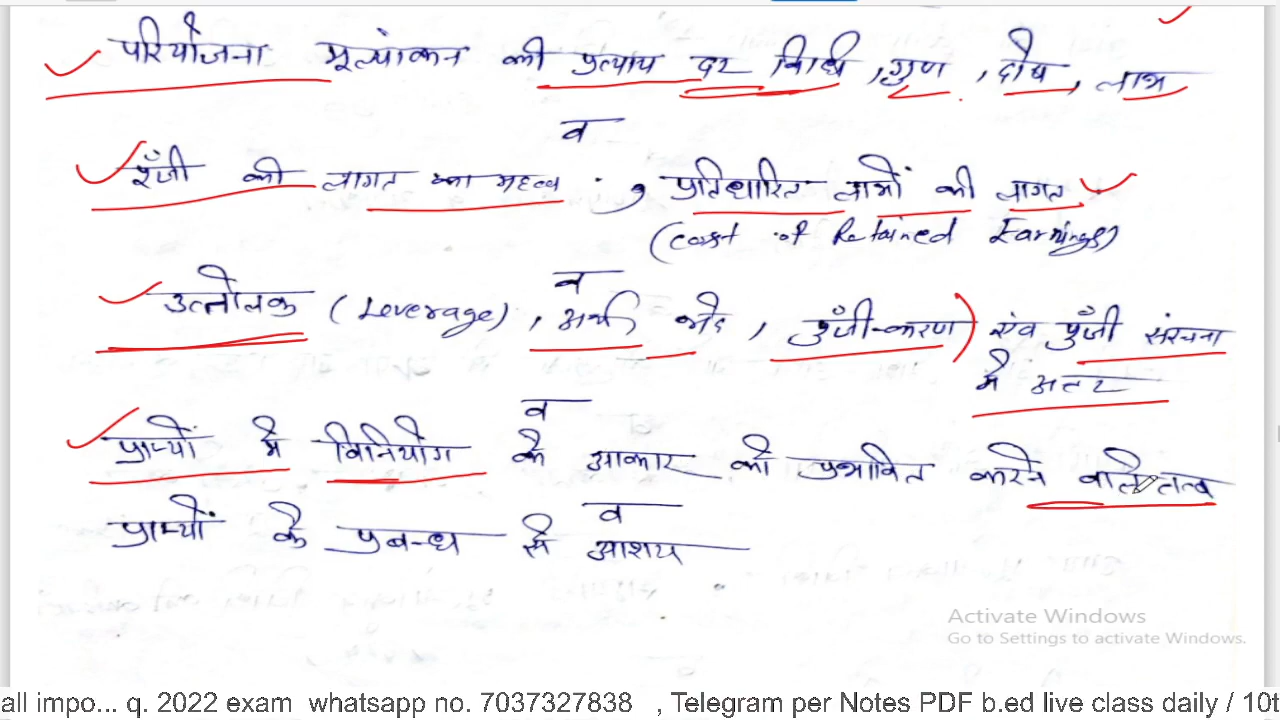 परियोजना मूल्यांकन की प्रत्याय दर विधि, गुण, दोष, लाभ
व
पूँजी की लागत का महत्व, प्रतिधारित लाभों की लागत
(cost of Retained Earnings)
व
उत्तोलक (Leverage), अर्थ भेद, पुँजी-करण) एंव पुँजी संरचना
मे अन्तर
व
प्राप्यों मे विनियोग के आकार को प्रभावित करने वाले तत्व
व
प्राप्यों के प्रबन्ध से आशय
Activate Windows
Go to Settings to activate Windows.
all impo... q. 2022 exam whatsapp no. 7037327838 , Telegram per Notes PDF b.ed live class daily / 10t